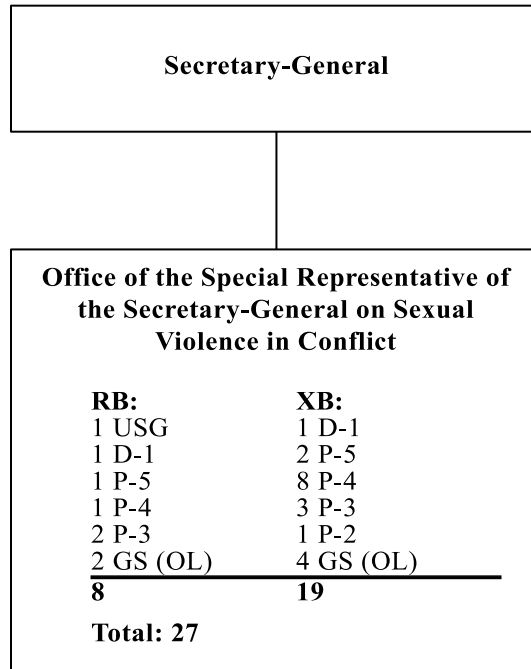 Secretary-General
Office of the Special Representative of
the Secretary-General on Sexual
Violence in Conflict
RB: XB:
1 USG 1 D-1
1 D-1 2 P-5
1 P-5 8 P-4
1 P-4 3 P-3
2 P-3 1 P-2
2 GS (OL) 4 GS (OL)
8 19
Total: 27